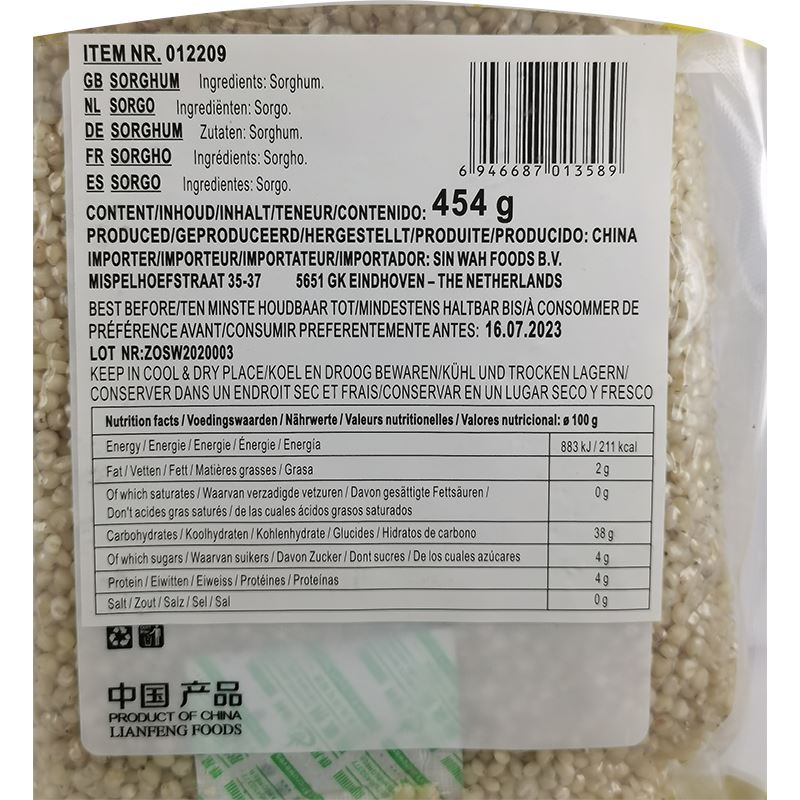 ITEM NR. 012209
GB SORGHUM Ingredients: Sorghum.
NL SORGO Ingrediënten: Sorgo.
DE SORGHUM Zutaten: Sorghum.
FR SORGHO Ingrédients: Sorgho.
ES SORGO Ingredientes: Sorgo.
6 946687 013589
CONTENT/INHOUD/INHALT/TENEUR/CONTENIDO: 454 g
PRODUCED/GEPRODUCEERD/HERGESTELLT/PRODUITE/PRODUCIDO: CHINA
IMPORTER/IMPORTEUR/IMPORTATEUR/IMPORTADOR: SIN WAH FOODS B.V.
MISPELHOEFSTRAAT 35-37 5651 GK EINDHOVEN – THE NETHERLANDS
BEST BEFORE/TEN MINSTE HOUDBAAR TOT/MINDESTENS HALTBAR BIS/À CONSOMMER DE
PRÉFÉRENCE AVANT/CONSUMIR PREFERENTEMENTE ANTES: 16.07.2023
LOT NR:ZOSW2020003
KEEP IN COOL & DRY PLACE/KOEL EN DROOG BEWAREN/KÜHL UND TROCKEN LAGERN/
CONSERVER DANS UN ENDROIT SEC ET FRAIS/CONSERVAR EN UN LUGAR SECO Y FRESCO
Nutrition facts / Voedingswaarden / Nährwerte / Valeurs nutritionelles / Valores nutricional: ø 100 g
Energy / Energie / Energie / Énergie / Energía 883 kJ / 211 kcal
Fat / Vetten / Fett / Matières grasses / Grasa 2 g
Of which saturates / Waarvan verzadigde vetzuren / Davon gesättigte Fettsäuren / 0 g
Don't acides gras saturés / de las cuales ácidos grasos saturados
Carbohydrates / Koolhydraten / Kohlenhydrate / Glucides / Hidratos de carbono 38 g
Of which sugars / Waarvan suikers / Davon Zucker / Dont sucres / De los cuales azúcares 4 g
Protein / Eiwitten / Eiweiss / Protéines / Proteínas 4 g
Salt / Zout / Salz / Sel / Sal 0 g
中国 产品
PRODUCT OF CHINA
LIANFENG FOODS